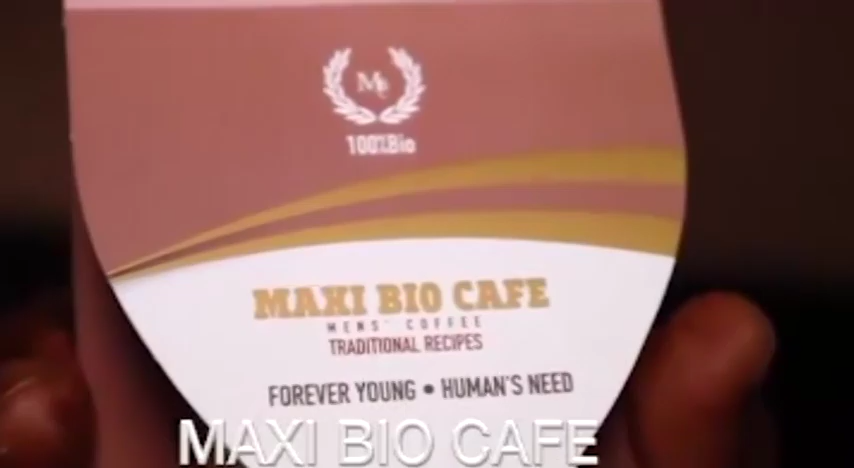 Mc
100%Bio
MAXI BIO CAFE
MENS' COFFEE
TRADITIONAL RECIPES
FOREVER YOUNG • HUMAN'S NEED
MAXI BIO CAFE